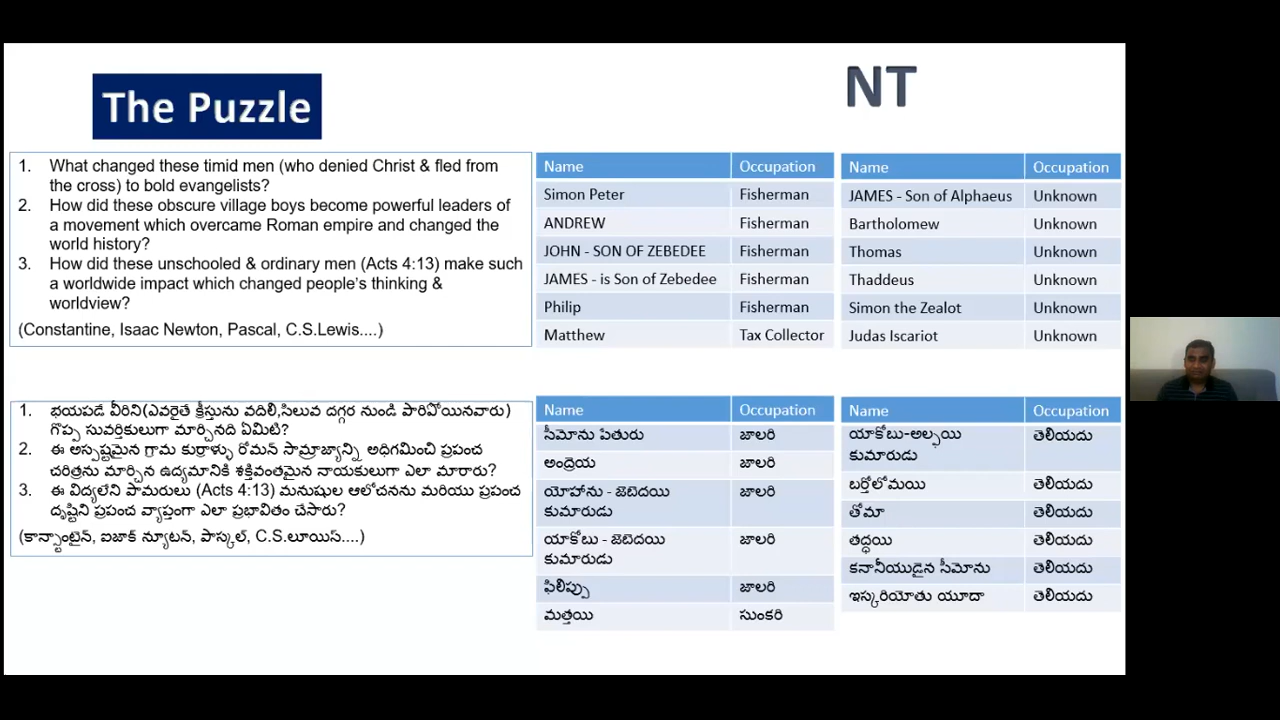 The Puzzle
NT
1. What changed these timid men (who denied Christ & fled from
the cross) to bold evangelists?
2. How did these obscure village boys become powerful leaders of
a movement which overcame Roman empire and changed the
world history?
3. How did these unschooled & ordinary men (Acts 4:13) make such
a worldwide impact which changed people's thinking &
worldview?
(Constantine, Isaac Newton, Pascal, C.S.Lewis....)
Name Occupation
Simon Peter Fisherman
ANDREW Fisherman
JOHN - SON OF ZEBEDEE Fisherman
JAMES - is Son of Zebedee Fisherman
Philip Fisherman
Matthew Tax Collector
Name Occupation
JAMES - Son of Alphaeus Unknown
Bartholomew Unknown
Thomas Unknown
Thaddeus Unknown
Simon the Zealot Unknown
Judas Iscariot Unknown
1. భయపడే వీరిని(ఎవరైతే క్రీస్తును వదిలి,సిలువ దగ్గర నుండి పారిపోయినవారు)
గొప్ప సువర్తికులుగా మార్చినది ఏమిటి?
2. ఈ అస్పష్టమైన గ్రామ కుర్రాళ్ళు రోమన్ సామ్రాజ్యాన్ని అధిగమించి ప్రపంచ
చరిత్రను మార్చిన ఉద్యమానికి శక్తివంతమైన నాయకులుగా ఎలా మారారు?
3. ఈ విద్యలేని పామరులు (Acts 4:13) మనుషుల ఆలోచనను మరియు ప్రపంచ
దృష్టిని ప్రపంచ వ్యాప్తంగా ఎలా ప్రభావితం చేసారు?
(కాన్స్టాంటైన్, ఐజాక్ న్యూటన్, పాస్కల్, C.S.లూయిస్....)
Name Occupation
సీమోను పేతురు జాలరి
అంద్రెయ జాలరి
యోహాను - జెబెదయి జాలరి
కుమారుడు
యాకోబు - జెబెదయి జాలరి
కుమారుడు
ఫిలిప్పు జాలరి
మత్తయి సుంకరి
Name Occupation
యాకోబు-అల్ఫయి తెలియదు
కుమారుడు
బర్తోలోమయి తెలియదు
తోమా తెలియదు
తద్ధయి తెలియదు
కనానీయుడైన సీమోను తెలియదు
ఇస్కరియోతు యూదా తెలియదు